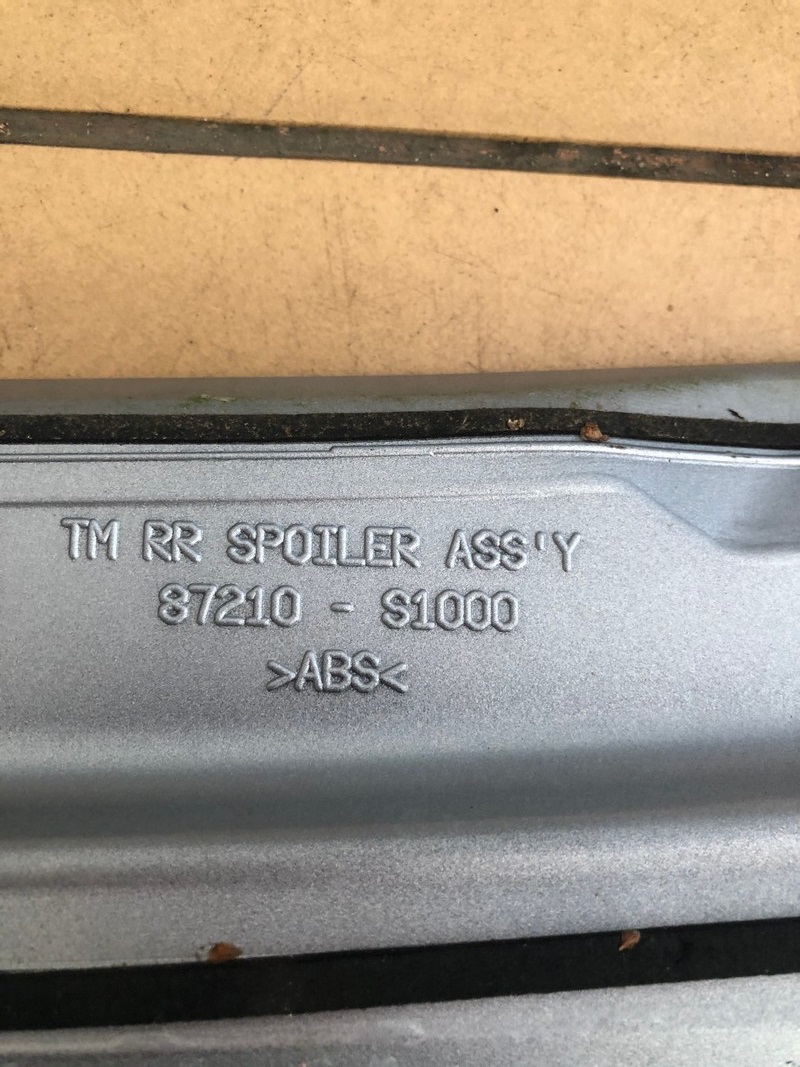 TM RR SPOILER ASS'Y
87210 - S1000
>ABS<